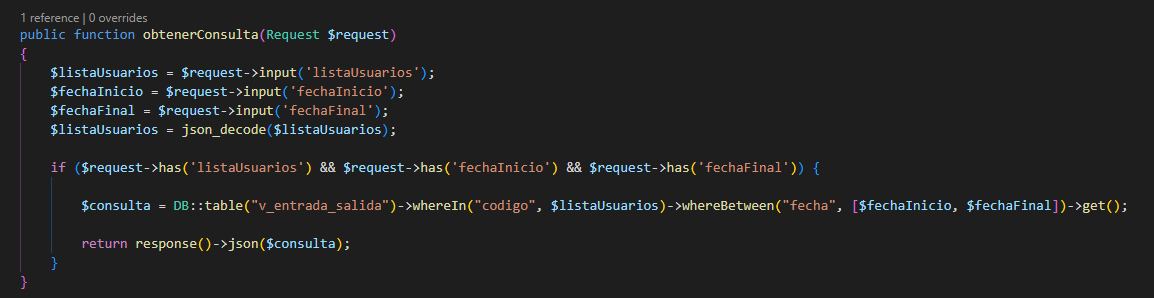 1 reference | 0 overrides
public function obtenerConsulta(Request $request)
{
    $listaUsuarios = $request->input('listaUsuarios');
    $fechaInicio = $request->input('fechaInicio');
    $fechaFinal = $request->input('fechaFinal');
    $listaUsuarios = json_decode($listaUsuarios);

    if ($request->has('listaUsuarios') && $request->has('fechaInicio') && $request->has('fechaFinal')) {

        $consulta = DB::table("v_entrada_salida")->whereIn("codigo", $listaUsuarios)->whereBetween("fecha", [$fechaInicio, $fechaFinal])->get();

        return response()->json($consulta);
    }
}